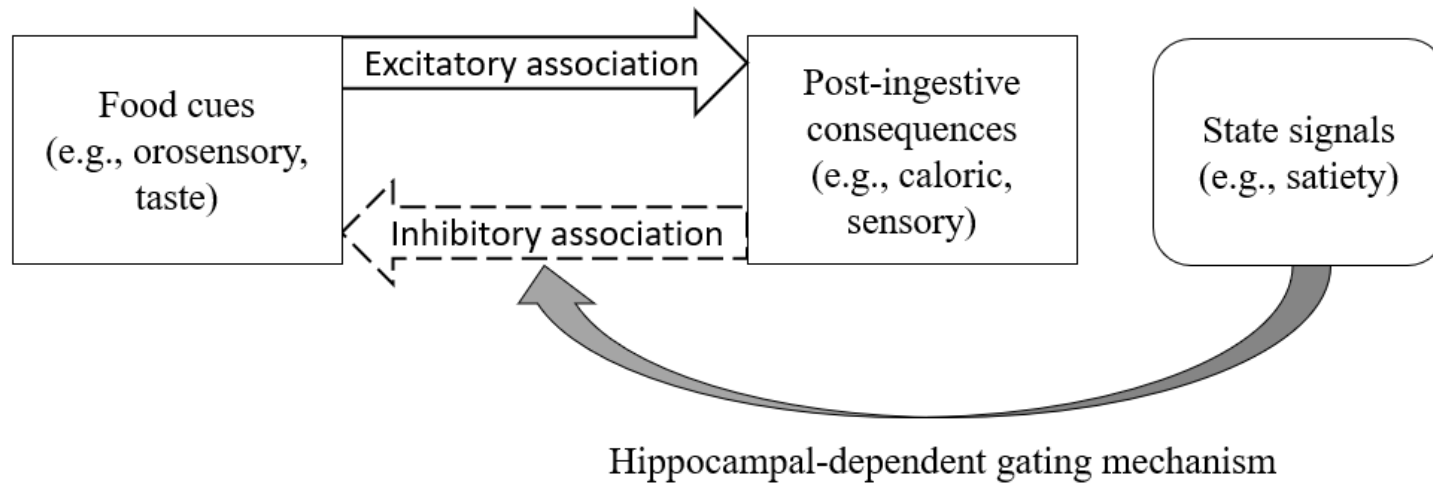 Food cues
(e.g., orosensory,
taste)
Excitatory association
Inhibitory association
Post-ingestive
consequences
(e.g., caloric,
sensory)
State signals
(e.g., satiety)
Hippocampal-dependent gating mechanism